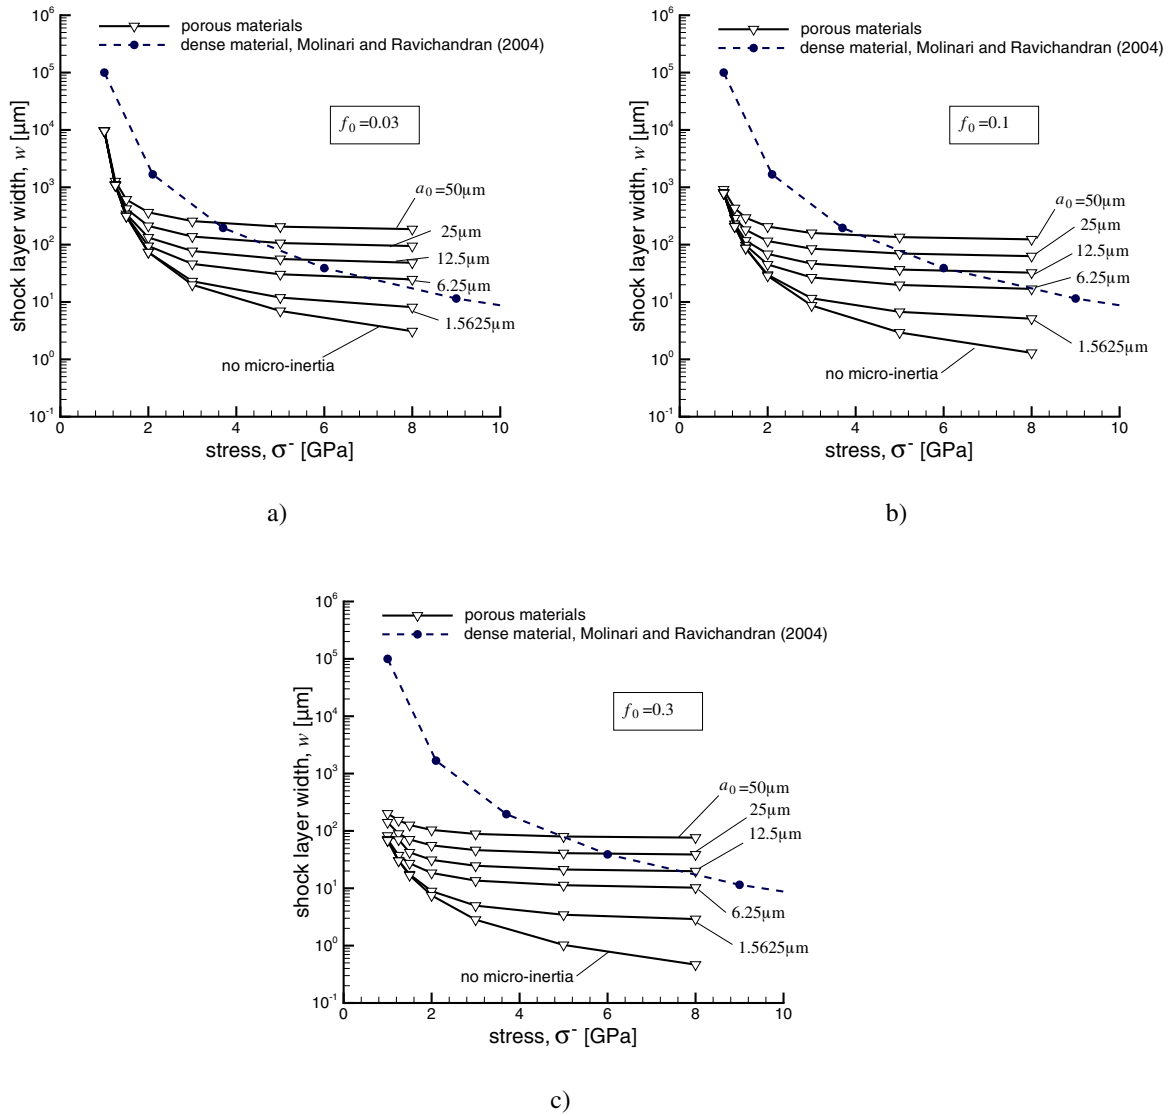 porous materials
dense material, Molinari and Ravichandran (2004)
f0=0.03
a0=50µm
25µm
12.5µm
6.25µm
1.5625µm
no micro-inertia
shock layer width, w [µm]
10^6
10^5
10^4
10^3
10^2
10^1
10^0
10^-1
0 2 4 6 8 10
stress, σ- [GPa]
a)
porous materials
dense material, Molinari and Ravichandran (2004)
f0=0.1
a0=50µm
25µm
12.5µm
6.25µm
1.5625µm
no micro-inertia
shock layer width, w [µm]
10^6
10^5
10^4
10^3
10^2
10^1
10^0
10^-1
0 2 4 6 8 10
stress, σ- [GPa]
b)
porous materials
dense material, Molinari and Ravichandran (2004)
f0=0.3
a0=50µm
25µm
12.5µm
6.25µm
1.5625µm
no micro-inertia
shock layer width, w [µm]
10^6
10^5
10^4
10^3
10^2
10^1
10^0
10^-1
0 2 4 6 8 10
stress, σ- [GPa]
c)